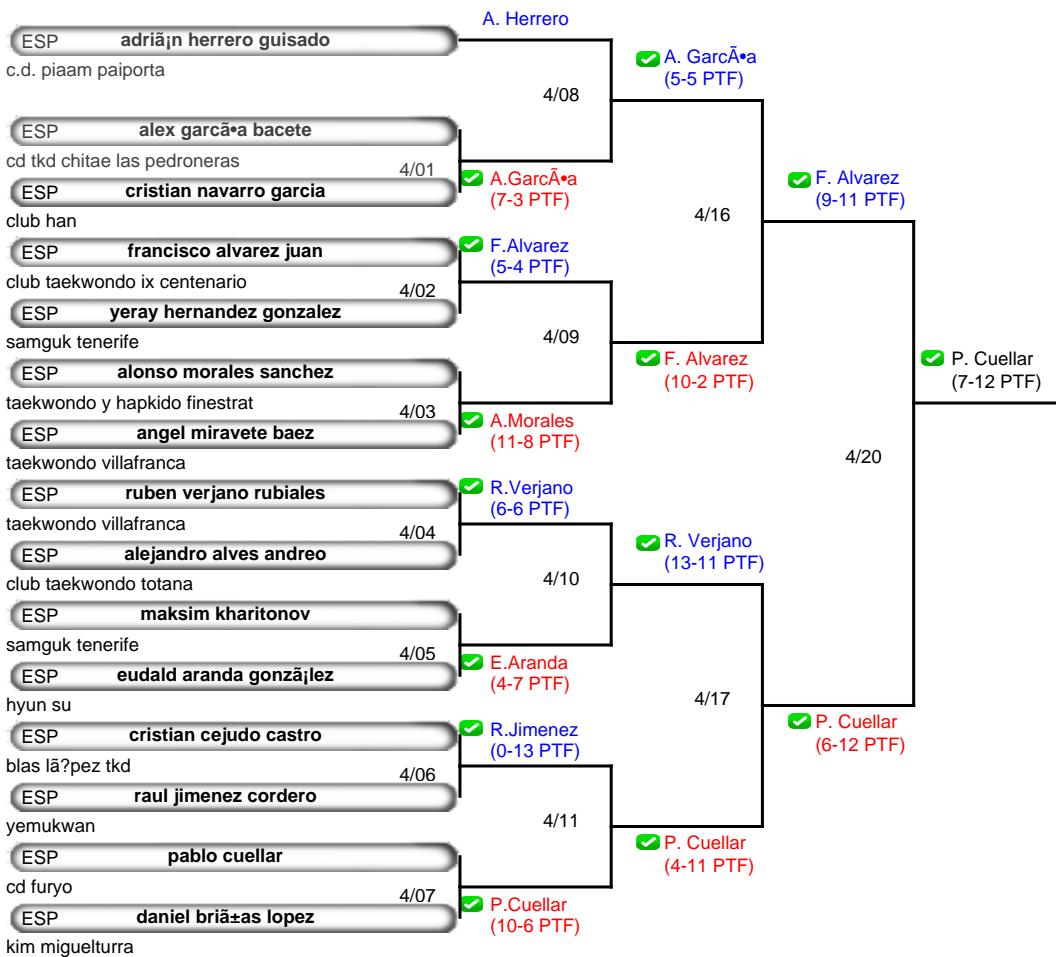 A. Herrero
ESP adriã¡n herrero guisado
c.d. piaam paiporta
A. GarcÃ•a
(5-5 PTF)
4/08
ESP alex garcã•a bacete
cd tkd chitae las pedroneras
4/01
ESP cristian navarro garcia
A.GarcÃ•a
(7-3 PTF)
F. Alvarez
(9-11 PTF)
club han
4/16
ESP francisco alvarez juan
F.Alvarez
(5-4 PTF)
club taekwondo ix centenario
4/02
ESP yeray hernandez gonzalez
samguk tenerife
4/09
ESP alonso morales sanchez
F. Alvarez
(10-2 PTF)
P. Cuellar
(7-12 PTF)
taekwondo y hapkido finestrat
4/03
ESP angel miravete baez
A.Morales
(11-8 PTF)
taekwondo villafranca
4/20
ESP ruben verjano rubiales
R.Verjano
(6-6 PTF)
taekwondo villafranca
4/04
ESP alejandro alves andreo
R. Verjano
(13-11 PTF)
club taekwondo totana
4/10
ESP maksim kharitonov
samguk tenerife
4/05
ESP eudald aranda gonzã¡lez
E.Aranda
(4-7 PTF)
hyun su
4/17
ESP cristian cejudo castro
R.Jimenez
(0-13 PTF)
P. Cuellar
(6-12 PTF)
blas lã?pez tkd
4/06
ESP raul jimenez cordero
yemukwan
4/11
ESP pablo cuellar
P. Cuellar
(4-11 PTF)
cd furyo
4/07
ESP daniel briã±as lopez
P.Cuellar
(10-6 PTF)
kim miguelturra